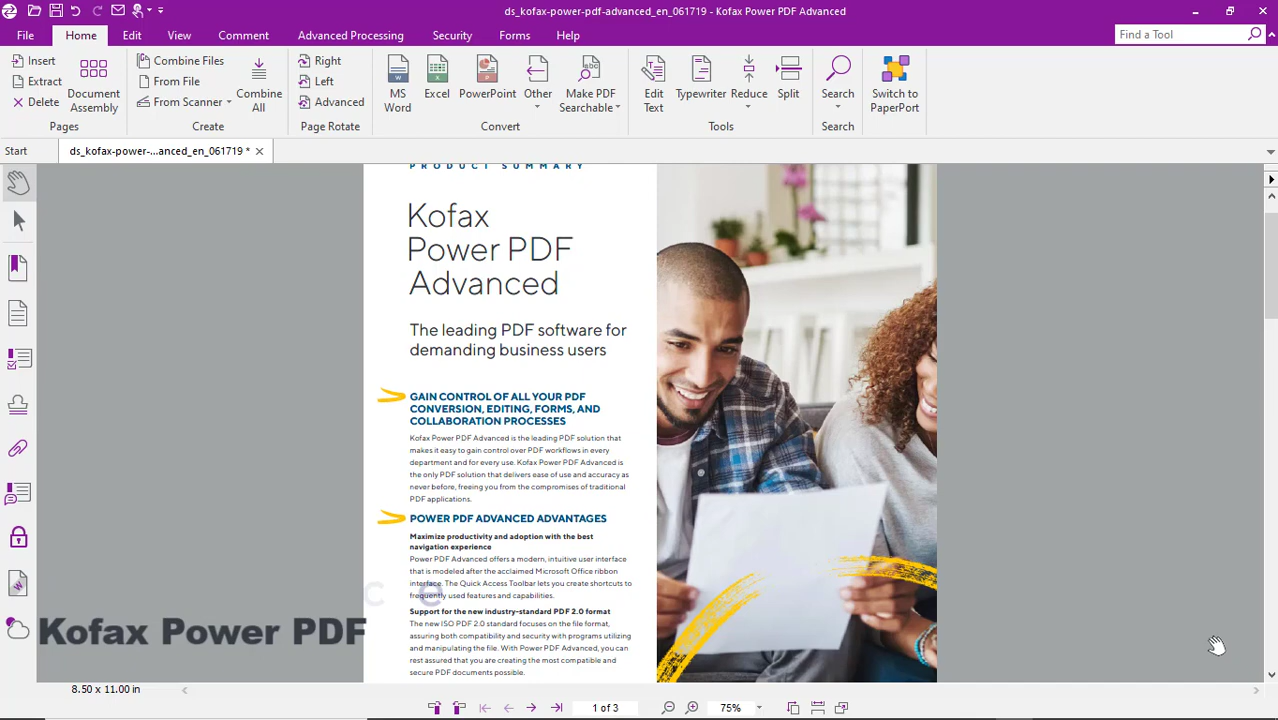 ds_kofax-power-pdf-advanced_en_061719 - Kofax Power PDF Advanced
File Home Edit View Comment Advanced Processing Security Forms Help Find a Tool
Insert
Extract
Delete
Document Assembly
Pages
Combine Files
From File
From Scanner
Combine All
Create
Right
Left
Advanced
Page Rotate
MS Word
Excel
PowerPoint
Other
Make PDF Searchable
Convert
Edit Text
Typewriter
Reduce
Split
Tools
Search
Search
Switch to PaperPort
Start ds_kofax-power-...anced_en_061719 *
PRODUCT SUMMARY
Kofax
Power PDF
Advanced
The leading PDF software for
demanding business users
GAIN CONTROL OF ALL YOUR PDF
CONVERSION, EDITING, FORMS, AND
COLLABORATION PROCESSES
Kofax Power PDF Advanced is the leading PDF solution that
makes it easy to gain control over PDF workflows in every
department and for every use. Kofax Power PDF Advanced is
the only PDF solution that delivers ease of use and accuracy as
never before, freeing you from the compromises of traditional
PDF applications.
POWER PDF ADVANCED ADVANTAGES
Maximize productivity and adoption with the best
navigation experience
Power PDF Advanced offers a modern, intuitive user interface
that is modeled after the acclaimed Microsoft Office ribbon
interface. The Quick Access Toolbar lets you create shortcuts to
frequently used features and capabilities.
Support for the new industry-standard PDF 2.0 format
The new ISO PDF 2.0 standard focuses on the file format,
assuring both compatibility and security with programs utilizing
and manipulating the file. With Power PDF Advanced, you can
rest assured that you are creating the most compatible and
secure PDF documents possible.
c e
Kofax Power PDF
8.50 x 11.00 in
1 of 3 75%